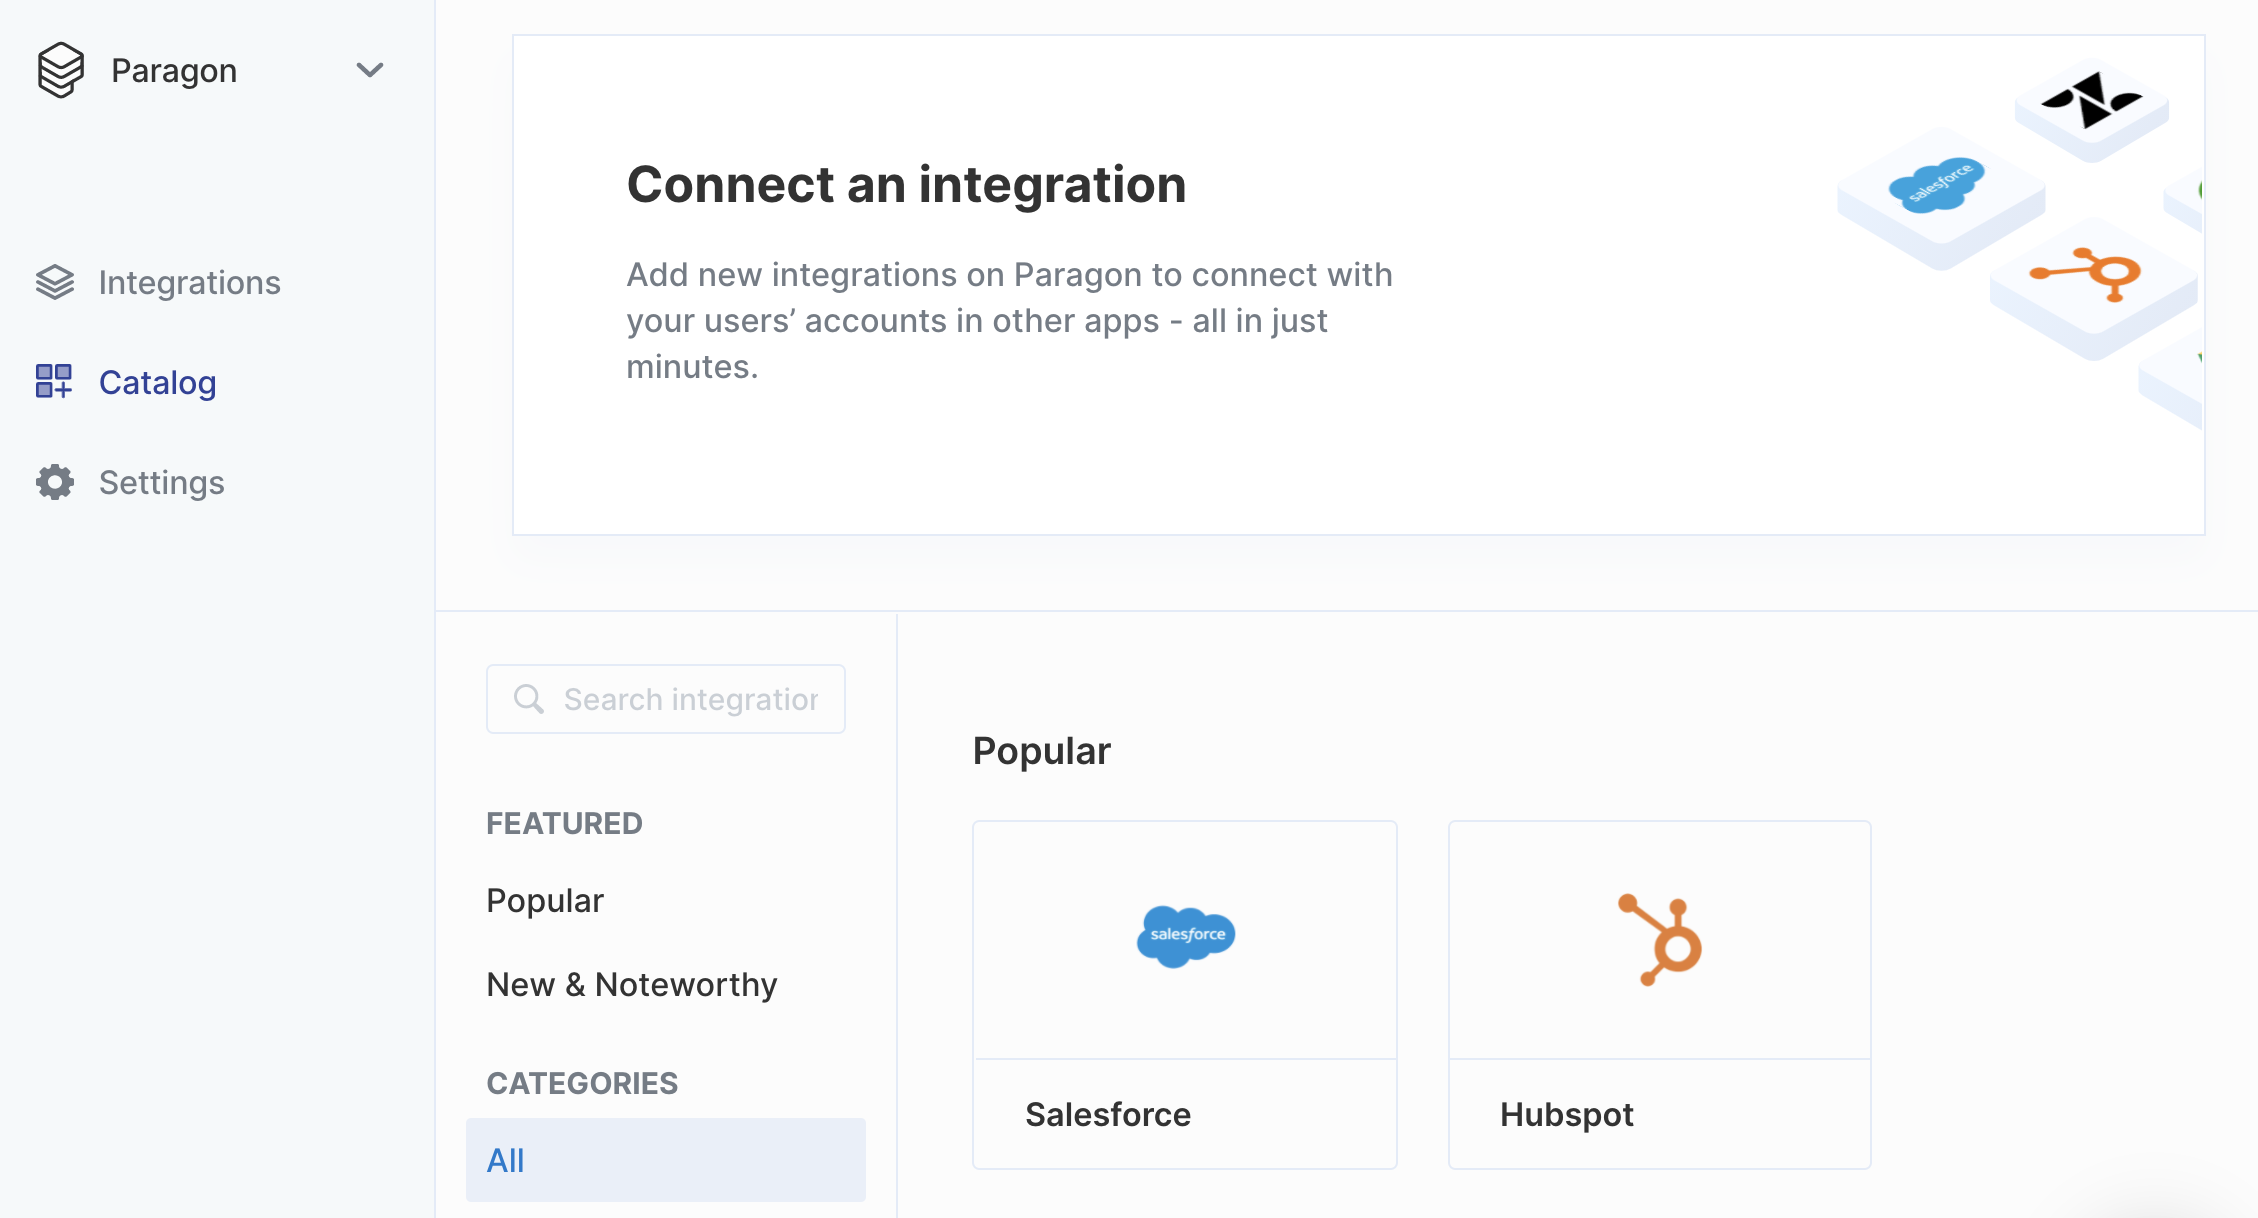 Paragon
Integrations
Catalog
Settings
Connect an integration
Add new integrations on Paragon to connect with
your users’ accounts in other apps - all in just
minutes.
salesforce
Search integration
FEATURED
Popular
New & Noteworthy
CATEGORIES
All
Popular
salesforce
Salesforce
Hubspot